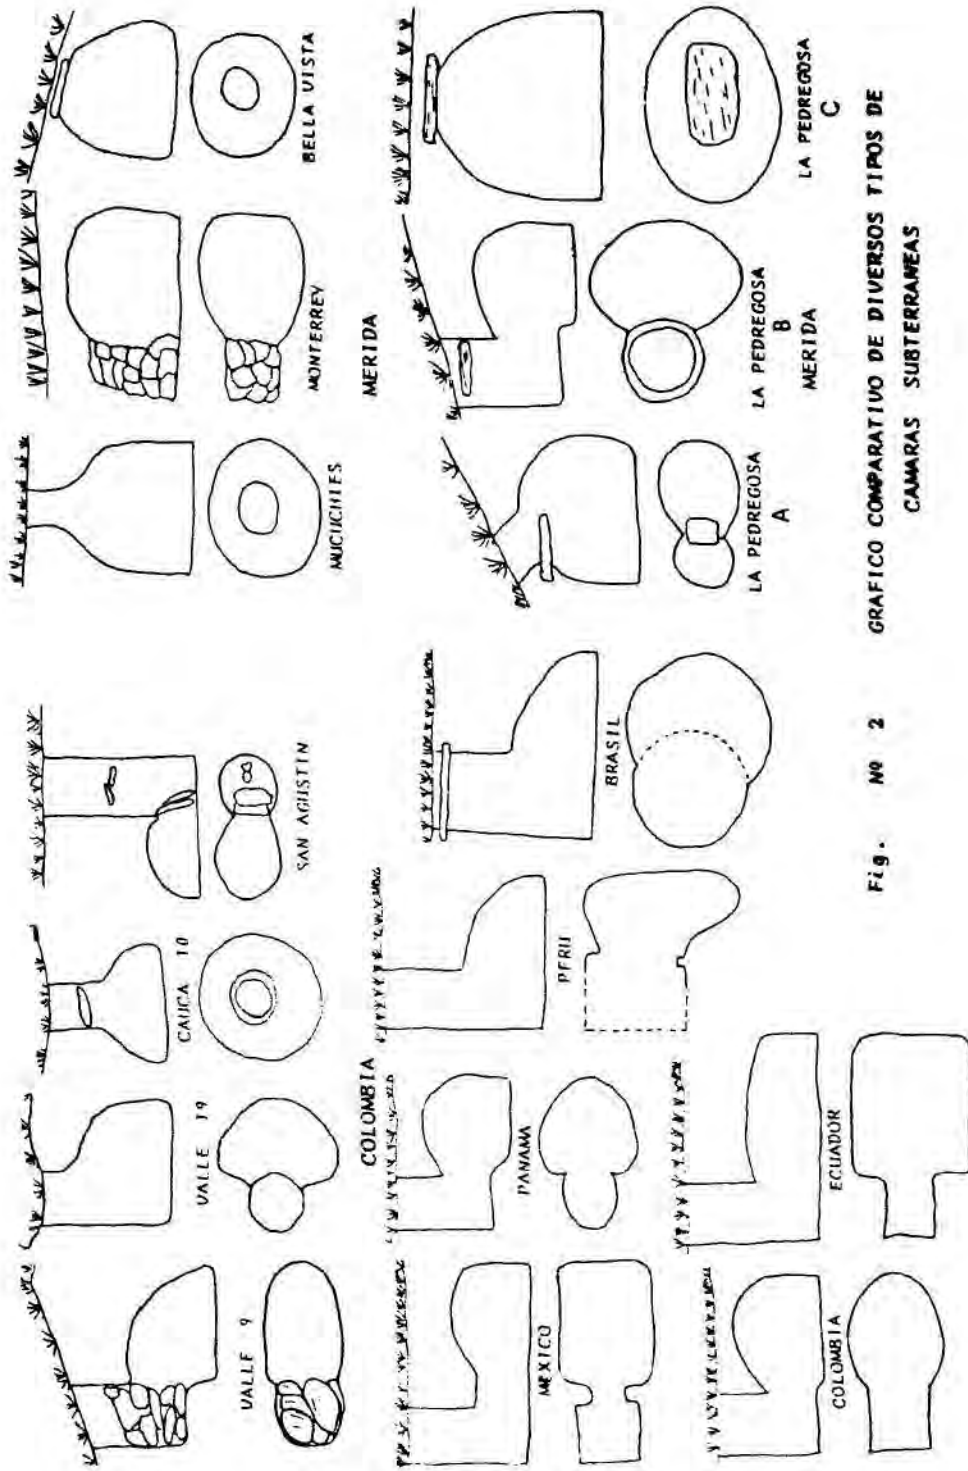 VALLE 9
VALLE 19
CAUCA 10
SAN AGUSTIN
MUCUCHIES
MONTERREY
BELLA VISTA
COLOMBIA
MERIDA
MEXICO
PANAMA
PERU
BRASIL
LA PEDREGOSA
A
LA PEDREGOSA
B
MERIDA
LA PEDREGOSA
C
COLOMBIA
ECUADOR
Fig. Nº 2 GRAFICO COMPARATIVO DE DIVERSOS TIPOS DE
CAMARAS SUBTERRANEAS